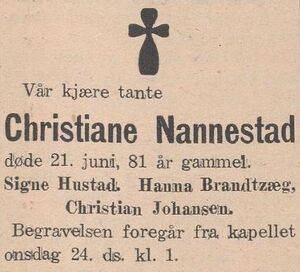 Vår kjære tante
Christiane Nannestad
døde 21. juni, 81 år gammel.
Signe Hustad. Hanna Brandtzæg,
Christian Johansen.
Begravelsen foregår fra kapellet
onsdag 24. ds. kl. 1.